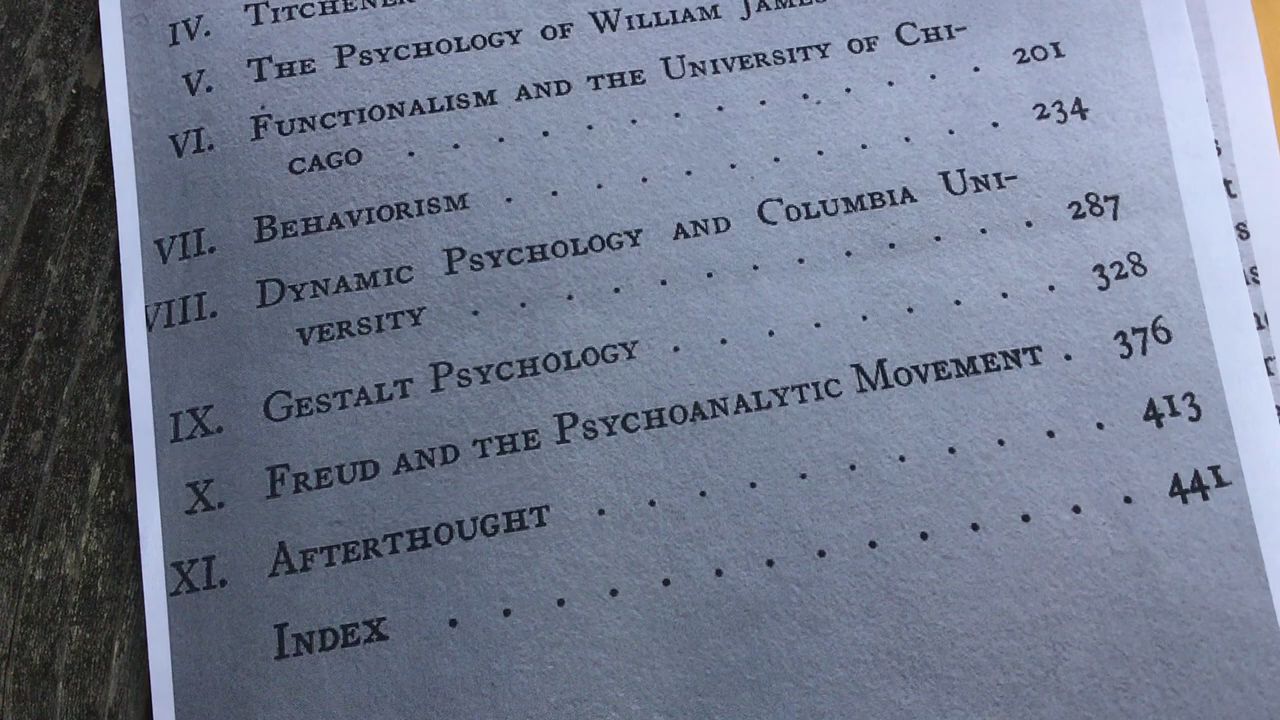 IV. TITCHENER
V. THE PSYCHOLOGY OF WILLIAM JAMES
VI. FUNCTIONALISM AND THE UNIVERSITY OF CHI-
CAGO . . . . . . . . . . . . . . 201
VII. BEHAVIORISM . . . . . . . . . . . . 234
VIII. DYNAMIC PSYCHOLOGY AND COLUMBIA UNI-
VERSITY . . . . . . . . . . . . . 287
IX. GESTALT PSYCHOLOGY . . . . . . . . . 328
X. FREUD AND THE PSYCHOANALYTIC MOVEMENT . 376
XI. AFTERTHOUGHT . . . . . . . . . . . 413
INDEX . . . . . . . . . . . . . . 441